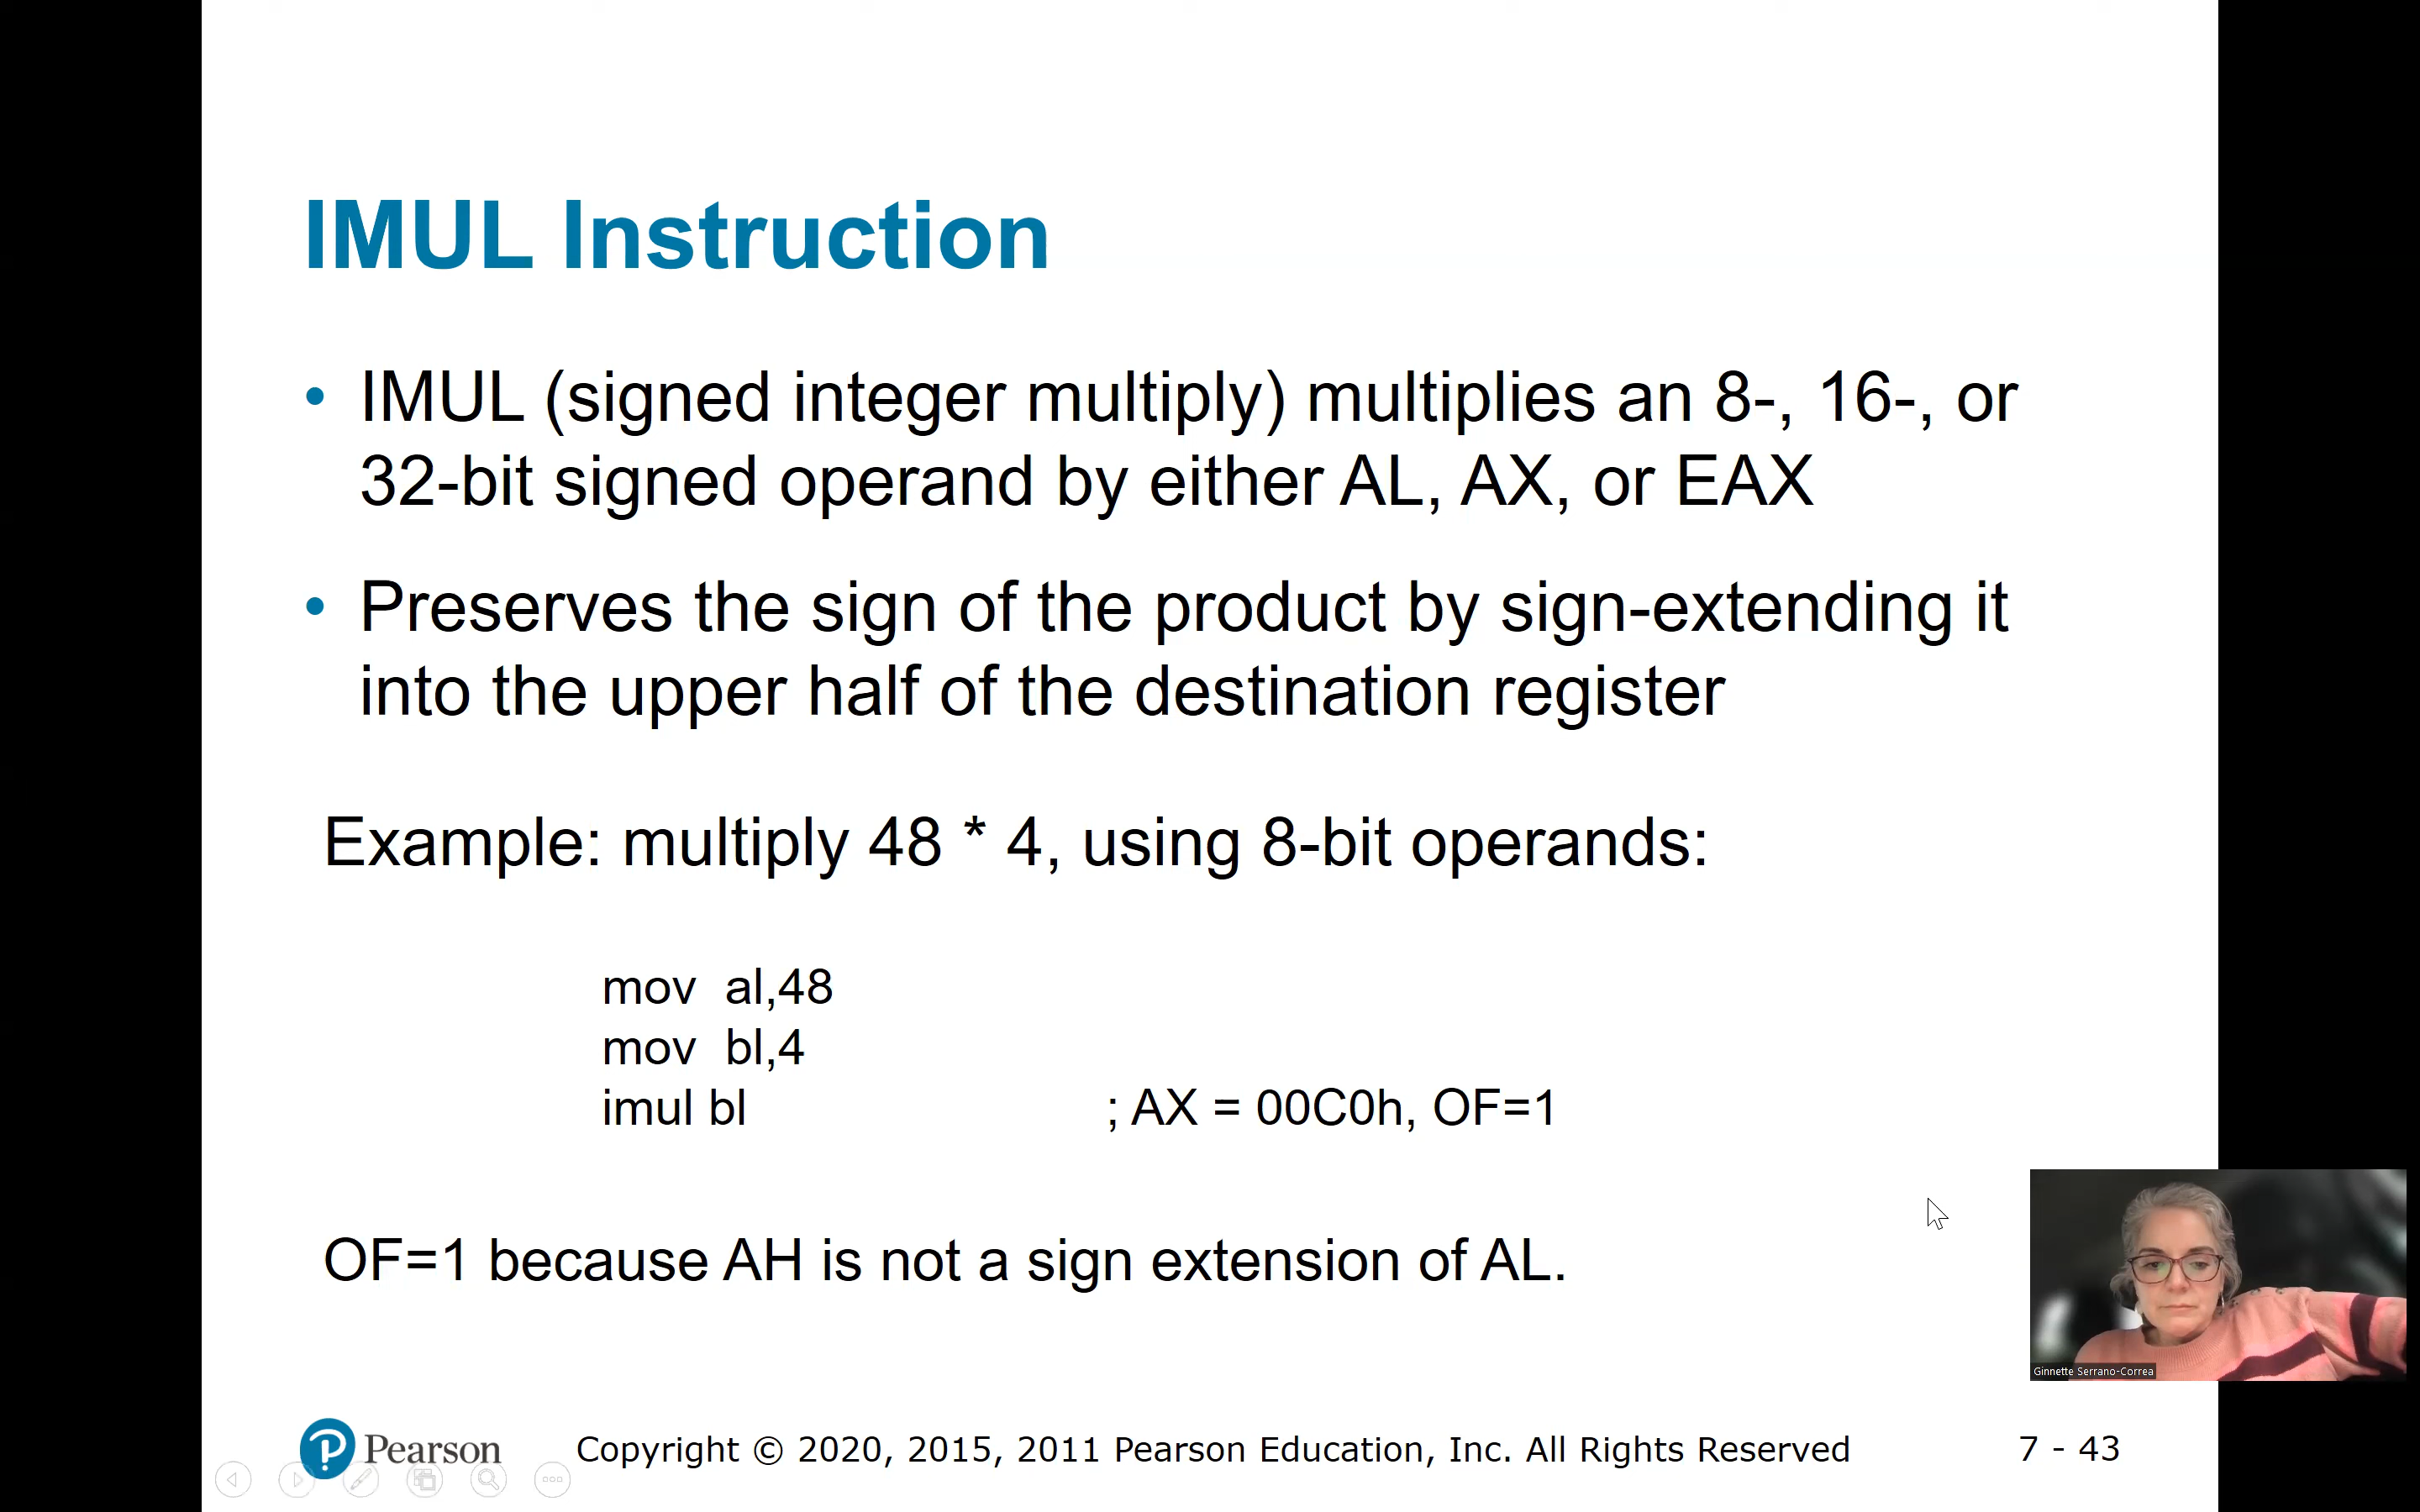 IMUL Instruction
• IMUL (signed integer multiply) multiplies an 8-, 16-, or
32-bit signed operand by either AL, AX, or EAX
• Preserves the sign of the product by sign-extending it
into the upper half of the destination register
Example: multiply 48 * 4, using 8-bit operands:
mov al,48
mov bl,4
imul bl ; AX = 00C0h, OF=1
OF=1 because AH is not a sign extension of AL.
Ginnette Serrano-Correa
Pearson Copyright © 2020, 2015, 2011 Pearson Education, Inc. All Rights Reserved 7 - 43